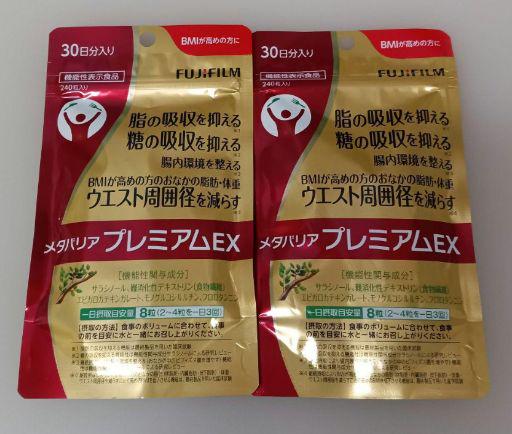 30日分入り
BMIが高めの方に
機能性表示食品
240粒入り
FUJIFILM
脂の吸収を抑える
糖の吸収を抑える
腸内環境を整える
BMIが高めの方のおなかの脂肪・体重
ウエスト周囲径を減らす
メタバリア プレミアムEX
[機能性関与成分]
サラシノール、難消化性デキストリン(食物繊維)
エピガロカテキンガレート、モノグルコシルルチン、フロロタンニン
一日摂取目安量 8粒(2~4粒を一日3回)
【摂取の方法】食事のボリュームに合わせて、食事
の前を目安に水と一緒にお召し上がりください。
30日分入り
BMIが高めの方に
機能性表示食品
240粒入り
FUJIFILM
脂の吸収を抑える
糖の吸収を抑える
腸内環境を整える
BMIが高めの方のおなかの脂肪・体重
ウエスト周囲径を減らす
メタバリア プレミアムEX
[機能性関与成分]
サラシノール、難消化性デキストリン(食物繊維)
エピガロカテキンガレート、モノグルコシルルチン、フロロタンニン
一日摂取目安量 8粒(2~4粒を一日3回)
【摂取の方法】食事のボリュームに合わせて、食事
の前を目安に水と一緒にお召し上がりください。